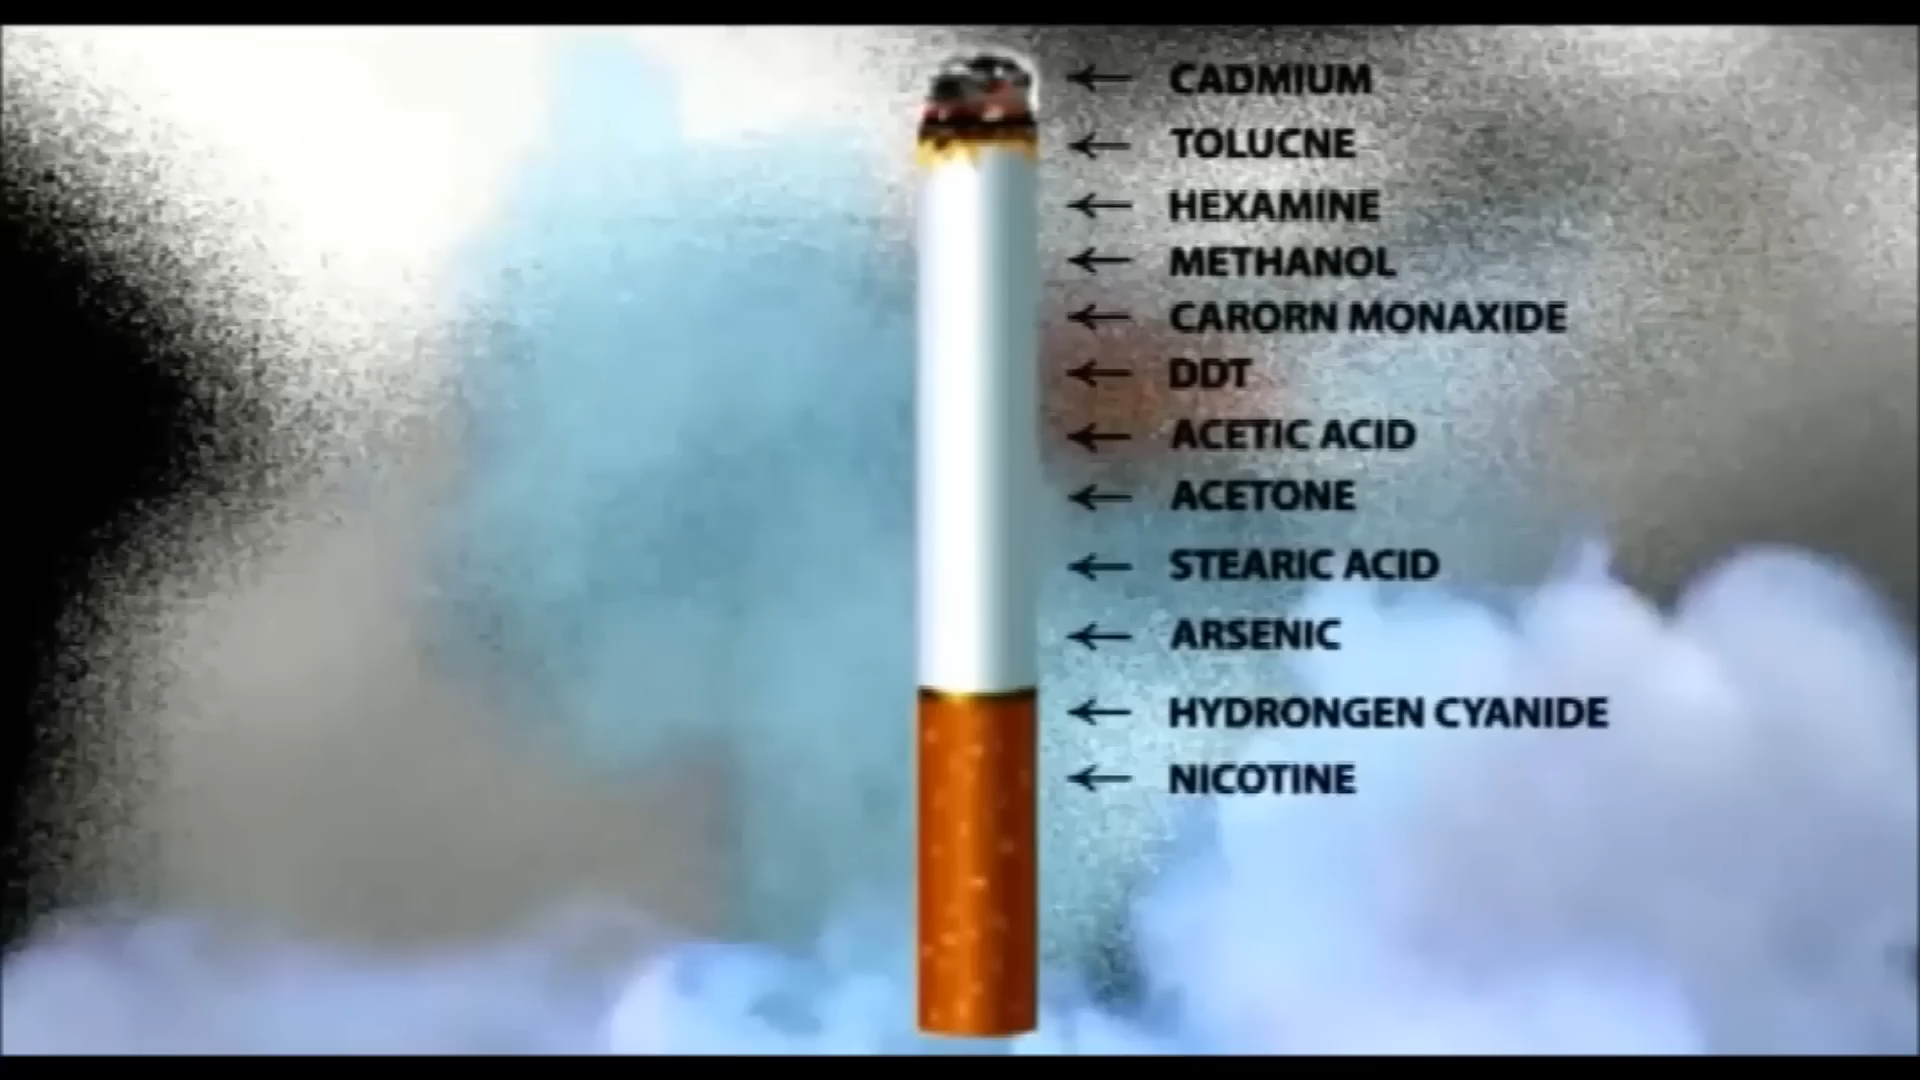 CADMIUM
TOLUCNE
HEXAMINE
METHANOL
CARORN MONAXIDE
DDT
ACETIC ACID
ACETONE
STEARIC ACID
ARSENIC
HYDRONGEN CYANIDE
NICOTINE